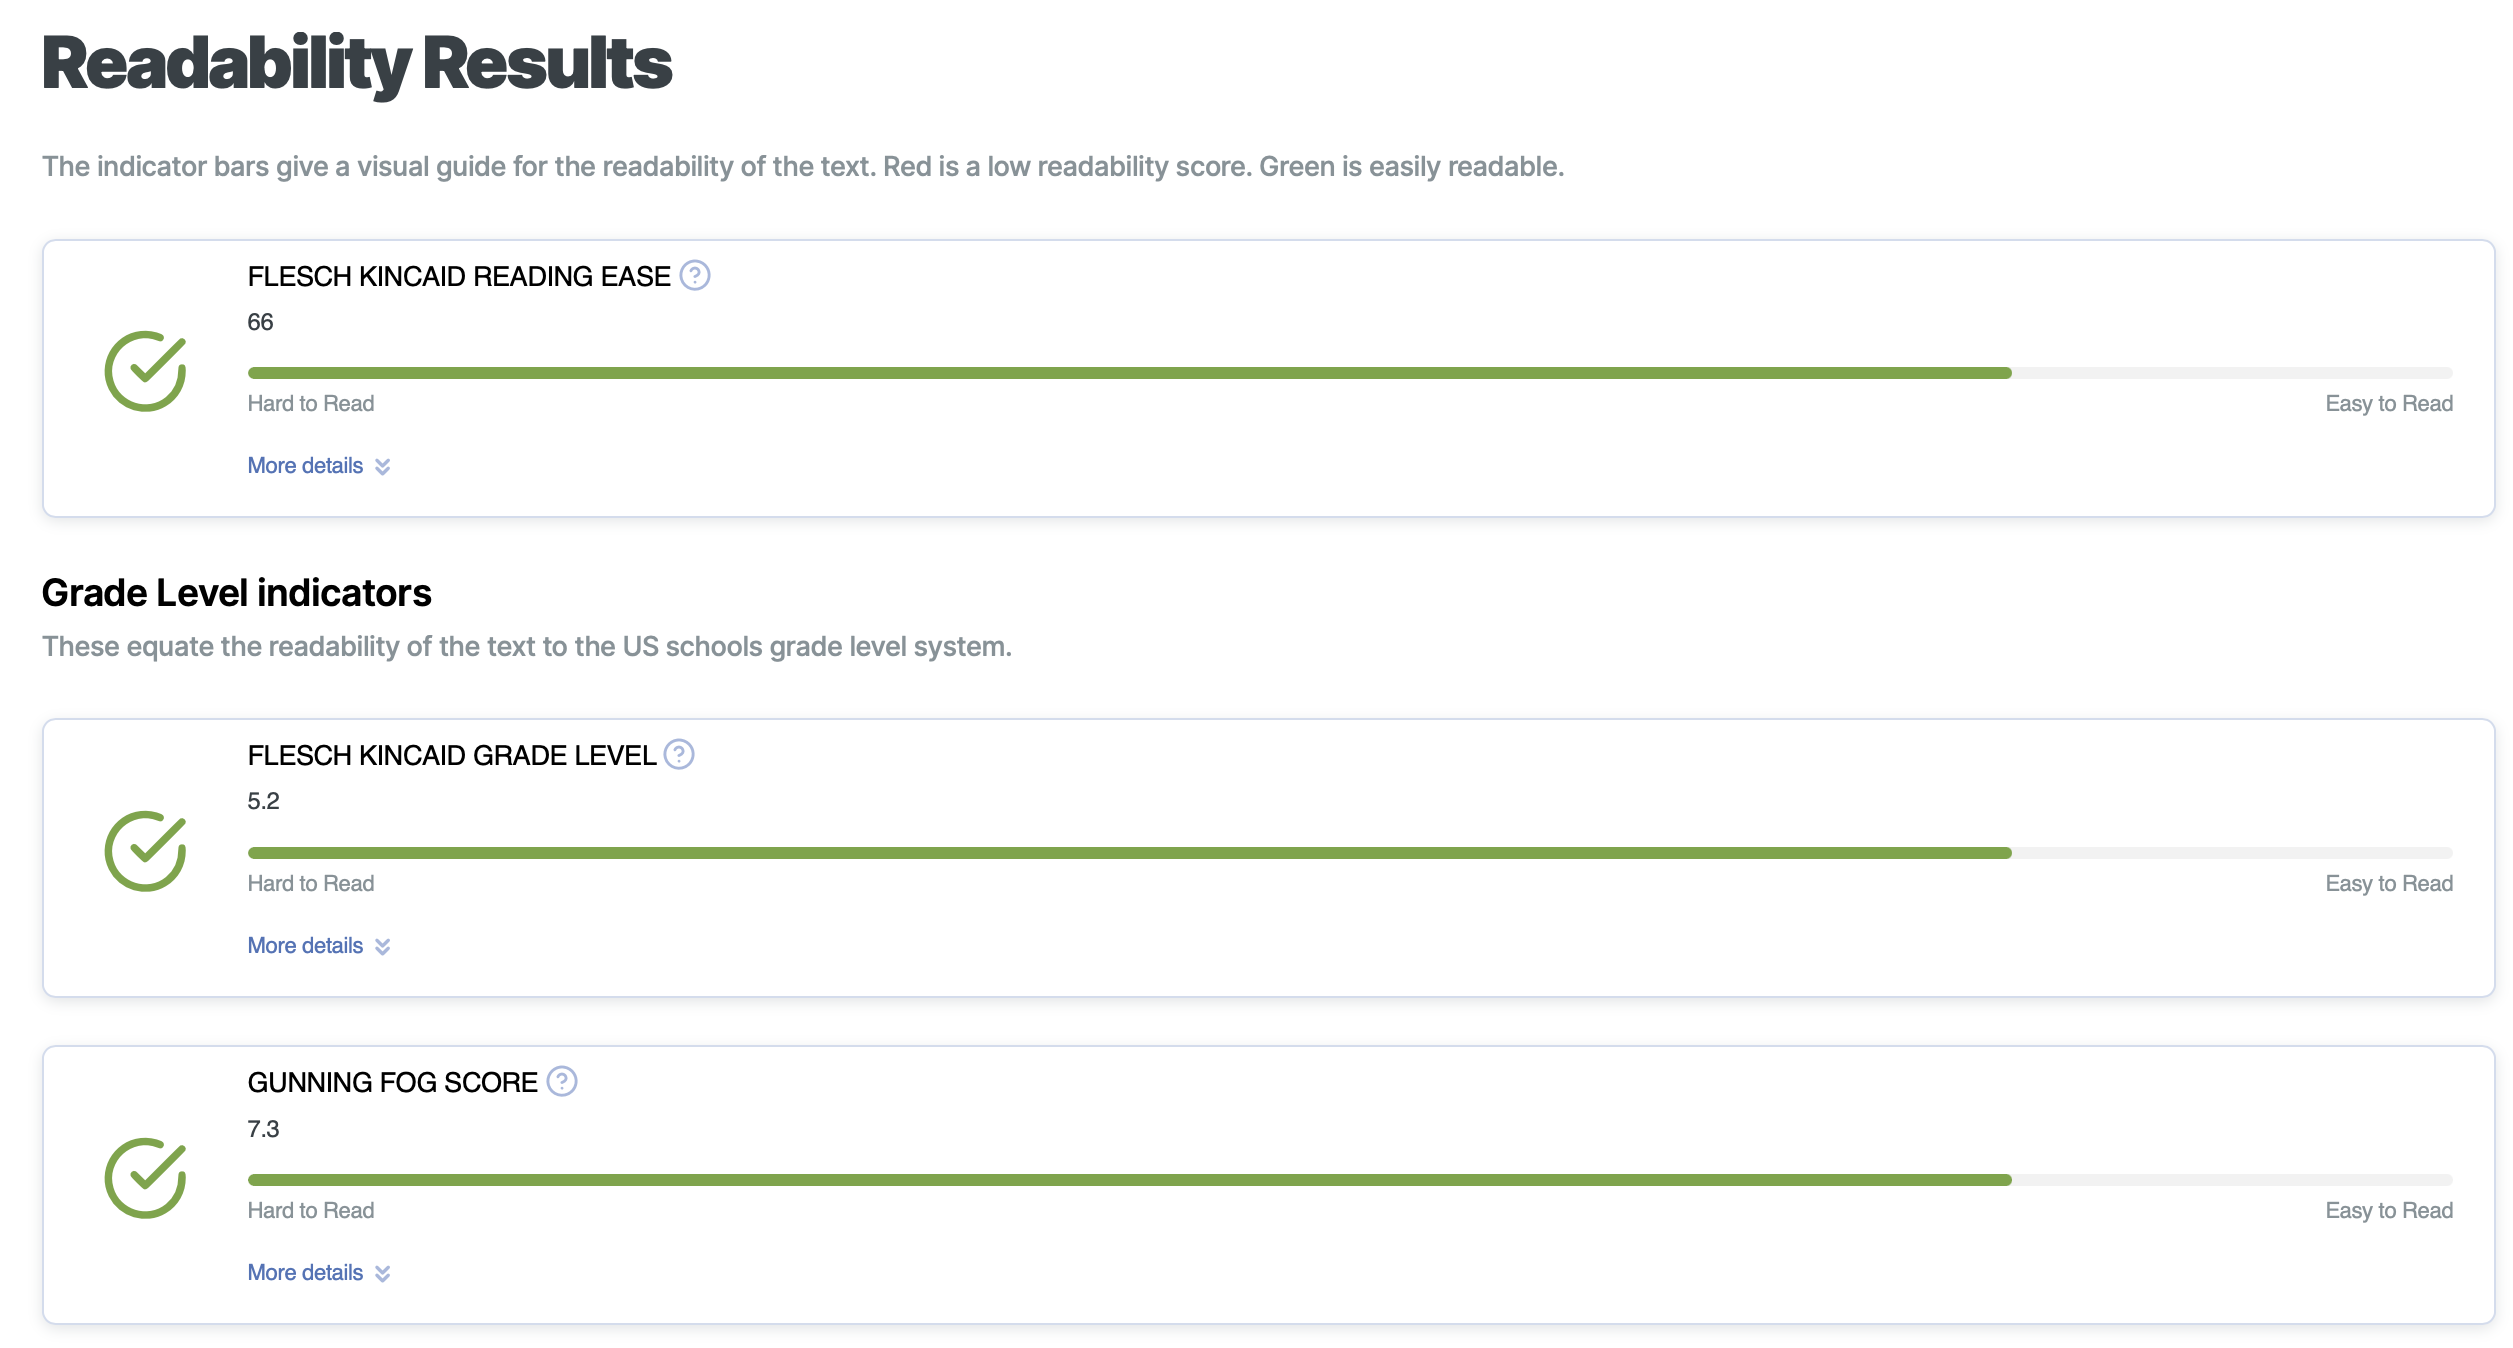 Readability Results
The indicator bars give a visual guide for the readability of the text. Red is a low readability score. Green is easily readable.
FLESCH KINCAID READING EASE ?
66
Hard to Read Easy to Read
More details
Grade Level indicators
These equate the readability of the text to the US schools grade level system.
FLESCH KINCAID GRADE LEVEL ?
5.2
Hard to Read Easy to Read
More details
GUNNING FOG SCORE ?
7.3
Hard to Read Easy to Read
More details